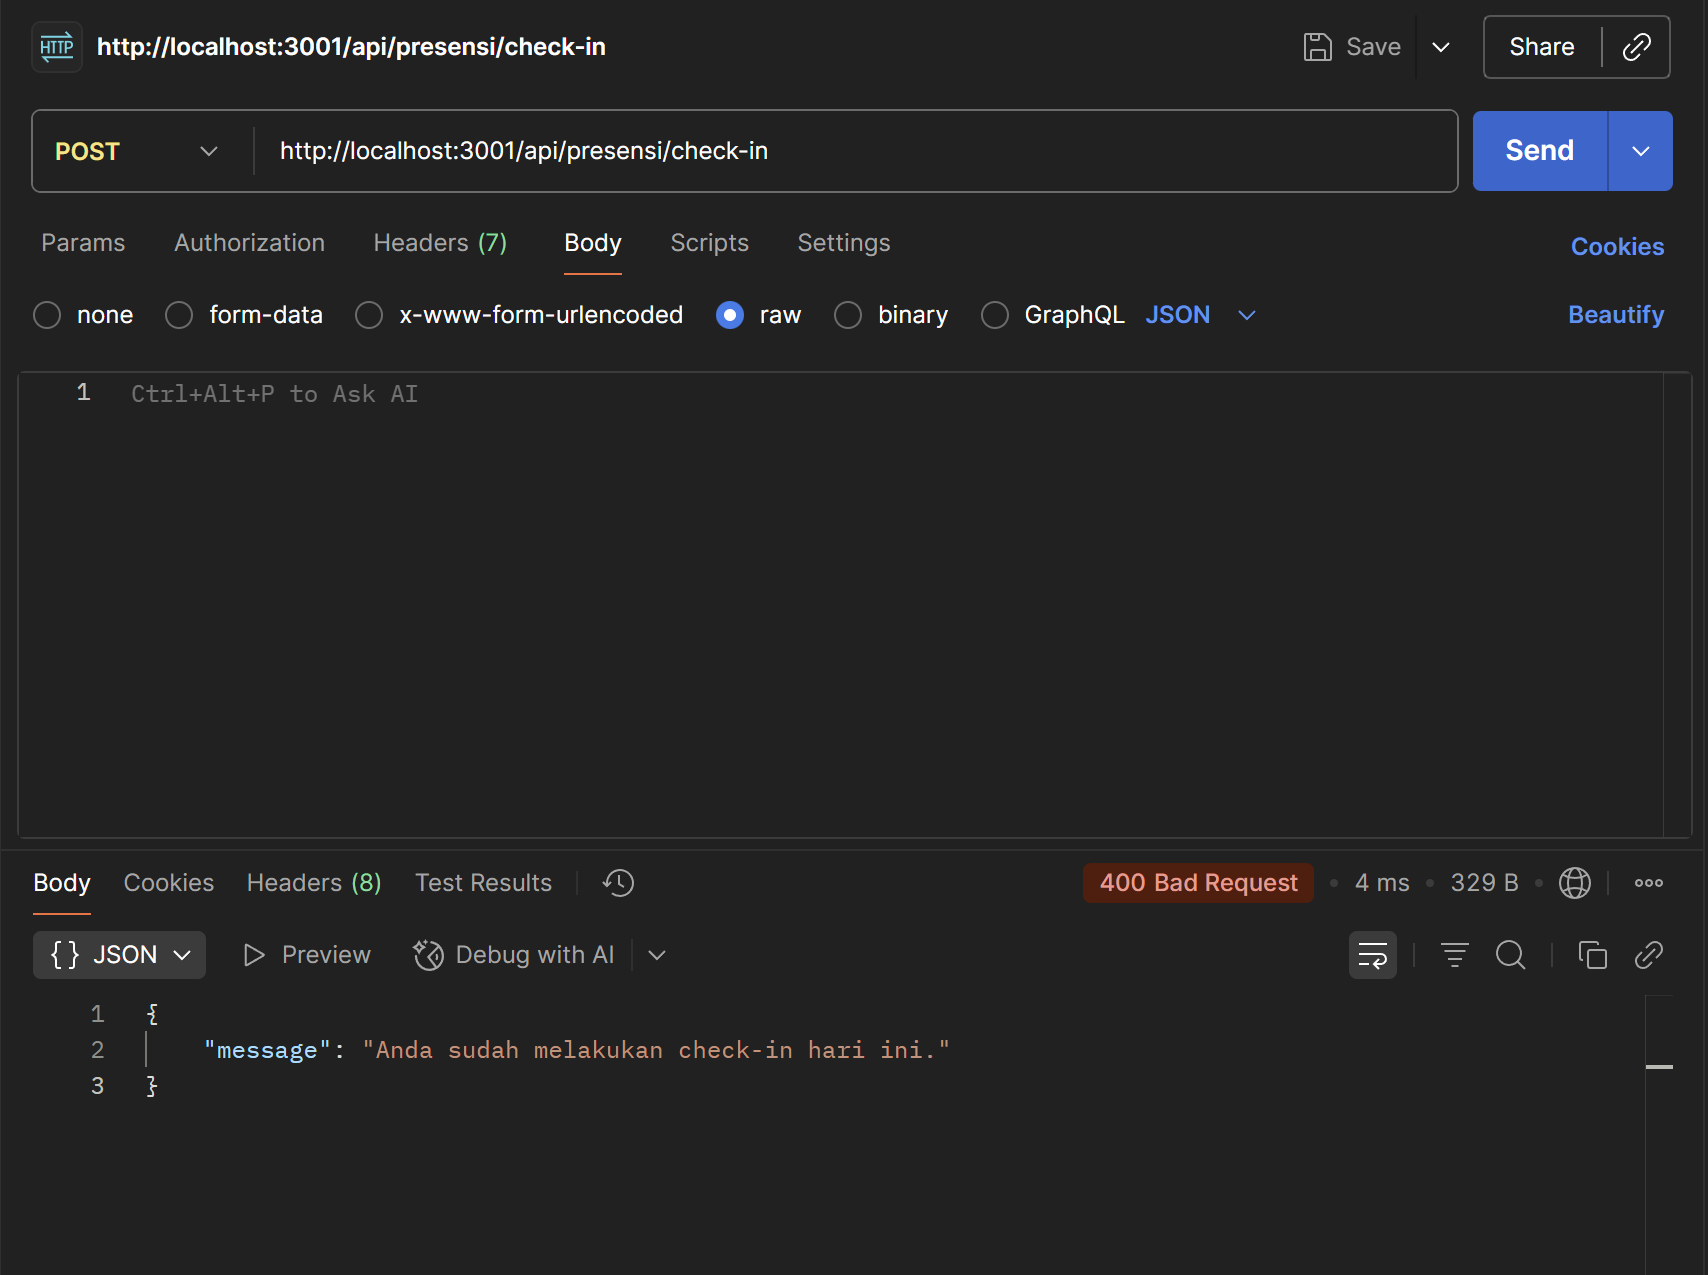 HTTP http://localhost:3001/api/presensi/check-in Save Share
POST http://localhost:3001/api/presensi/check-in Send
Params Authorization Headers (7) Body Scripts Settings Cookies
none form-data x-www-form-urlencoded raw binary GraphQL JSON Beautify
1 Ctrl+Alt+P to Ask AI
Body Cookies Headers (8) Test Results 400 Bad Request • 4 ms • 329 B •
{} JSON Preview Debug with AI
1 {
2 "message": "Anda sudah melakukan check-in hari ini."
3 }